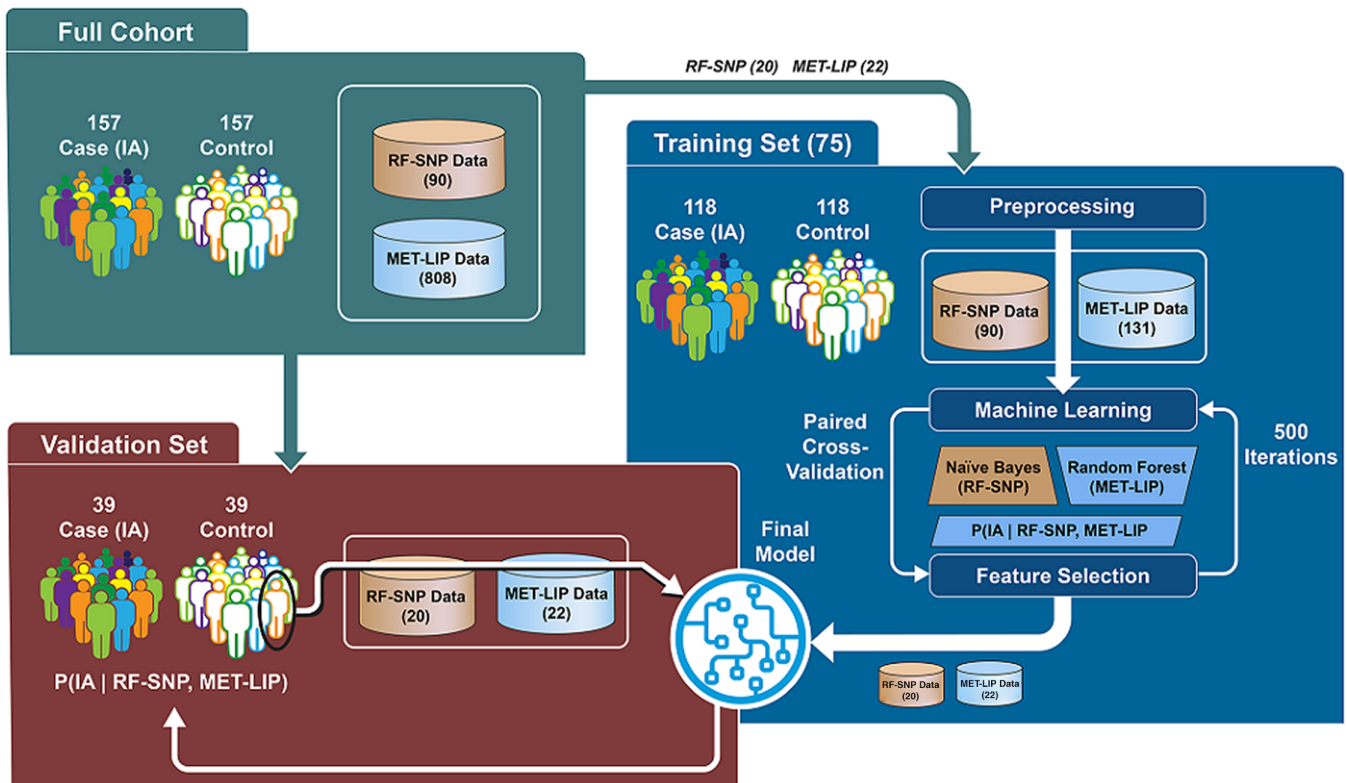 Full Cohort
157
Case (IA)
157
Control
RF-SNP Data
(90)
MET-LIP Data
(808)
RF-SNP (20) MET-LIP (22)
Training Set (75)
118
Case (IA)
118
Control
Preprocessing
RF-SNP Data
(90)
MET-LIP Data
(131)
Machine Learning
Paired
Cross-
Validation
500
Iterations
Naïve Bayes
(RF-SNP)
Random Forest
(MET-LIP)
P(IA | RF-SNP, MET-LIP
Feature Selection
Final
Model
RF-SNP Data
(20)
MET-LIP Data
(22)
Validation Set
39
Case (IA)
39
Control
RF-SNP Data
(20)
MET-LIP Data
(22)
P(IA | RF-SNP, MET-LIP)